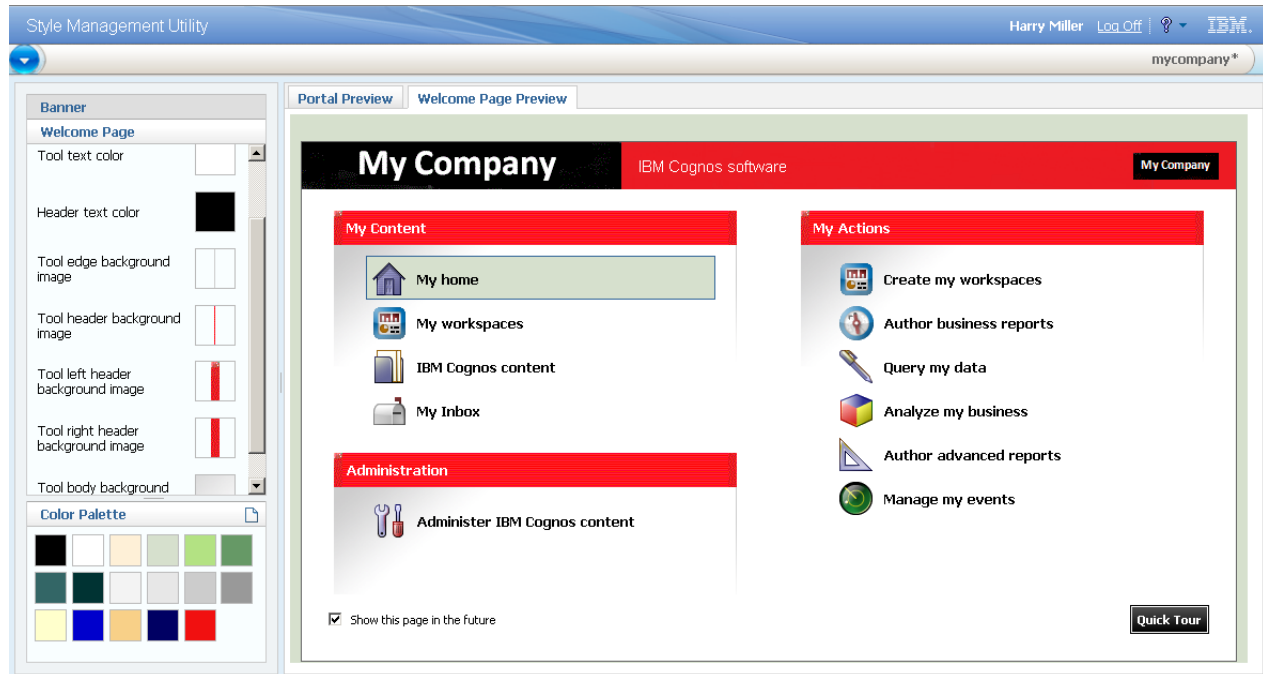 Style Management Utility
Harry Miller Log Off ? IBM.
mycompany*
Banner
Welcome Page
Tool text color
Header text color
Tool edge background
image
Tool header background
image
Tool left header
background image
Tool right header
background image
Tool body background
Color Palette
Portal Preview Welcome Page Preview
My Company IBM Cognos software My Company
My Content
My home
My workspaces
IBM Cognos content
My Inbox
Administration
Administer IBM Cognos content
My Actions
Create my workspaces
Author business reports
Query my data
Analyze my business
Author advanced reports
Manage my events
Show this page in the future
Quick Tour